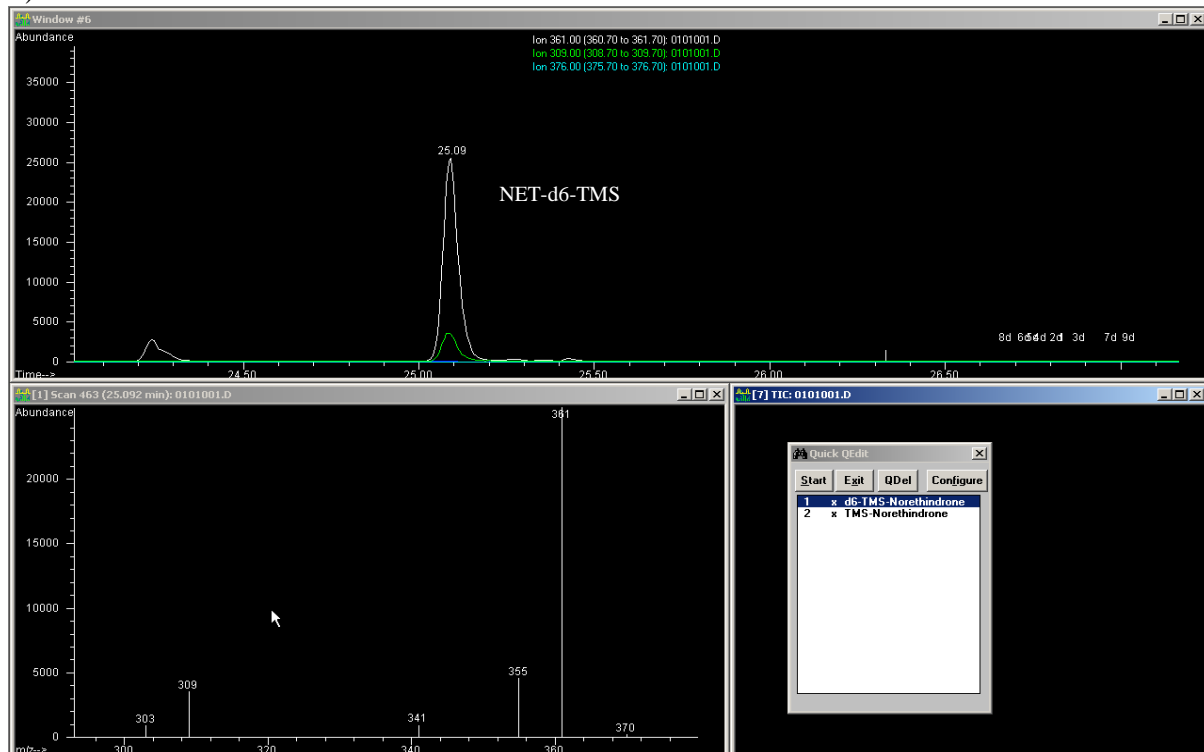 Window #6
Abundance
Ion 361.00 (360.70 to 361.70): 0101001.D
Ion 309.00 (308.70 to 309.70): 0101001.D
Ion 376.00 (375.70 to 376.70): 0101001.D
35000
30000
25000
20000
15000
10000
5000
0
25.09
NET-d6-TMS
8d 6d 2d 3d 7d 9d
Time--> 24.50 25.00 25.50 26.00 26.50
[1] Scan 463 (25.092 min): 0101001.D
Abundance
361
20000
15000
10000
5000
0
303
309
341
355
370
m/z--> 300 320 340 360
[7] TIC: 0101001.D
Quick QEdit
Start Exit QDel Configure
1 x d6-TMS-Norethindrone
2 x TMS-Norethindrone